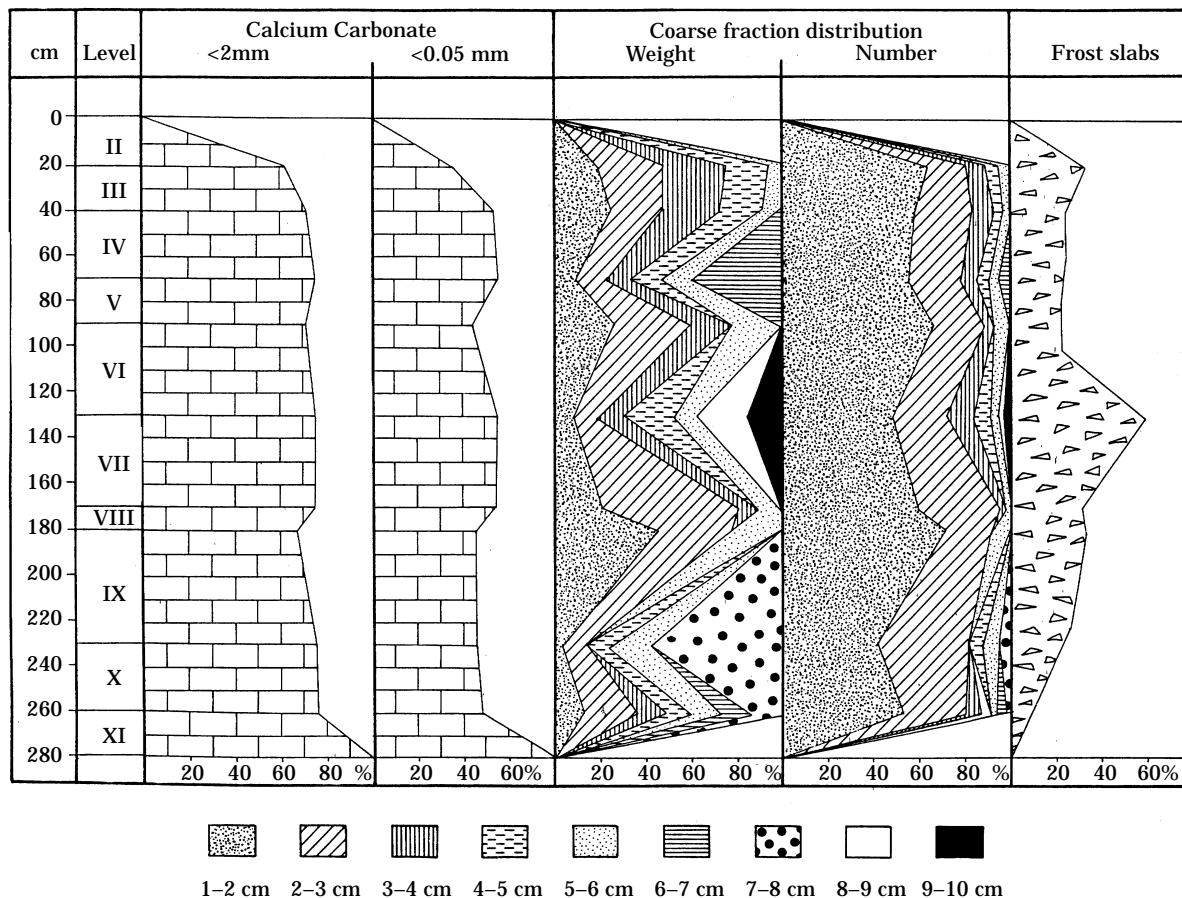 Calcium Carbonate Coarse fraction distribution
cm Level <2mm <0.05 mm Weight Number Frost slabs
0
II
20
III
40
IV
60
V
80
100
VI
120
140
VII
160
VIII
180
200
IX
220
240
X
260
XI
280
20 40 60 80 % 20 40 60% 20 40 60 80 % 20 40 60 80 % 20 40 60%
1–2 cm 2–3 cm 3–4 cm 4–5 cm 5–6 cm 6–7 cm 7–8 cm 8–9 cm 9–10 cm